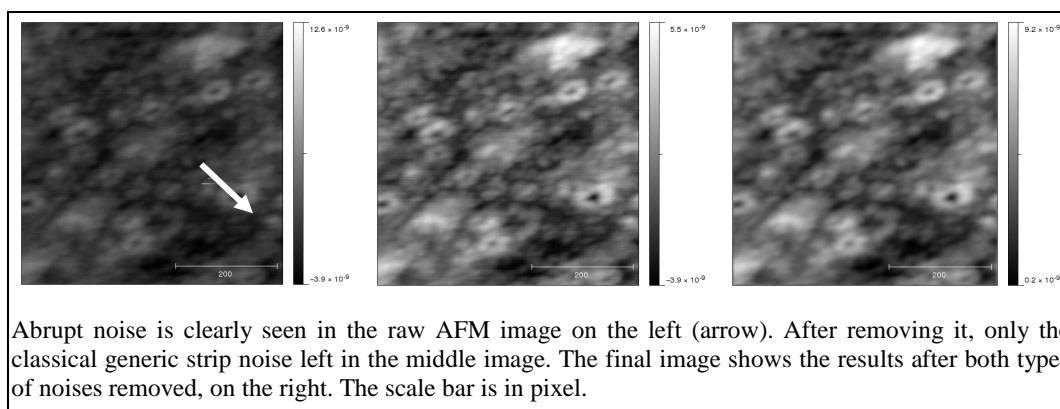 12.6 × 10⁻⁹
5.5 × 10⁻⁹
9.2 × 10⁻⁹
200
200
200
−3.9 × 10⁻⁹
−3.9 × 10⁻⁹
0.2 × 10⁻⁹
Abrupt noise is clearly seen in the raw AFM image on the left (arrow). After removing it, only the
classical generic strip noise left in the middle image. The final image shows the results after both type
of noises removed, on the right. The scale bar is in pixel.